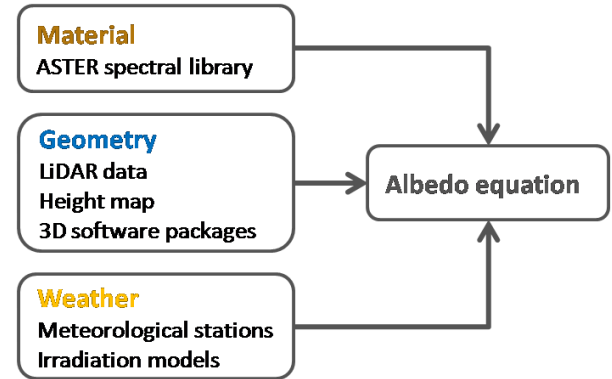 Material
ASTER spectral library
Geometry
LiDAR data
Height map
3D software packages
Albedo equation
Weather
Meteorological stations
Irradiation models